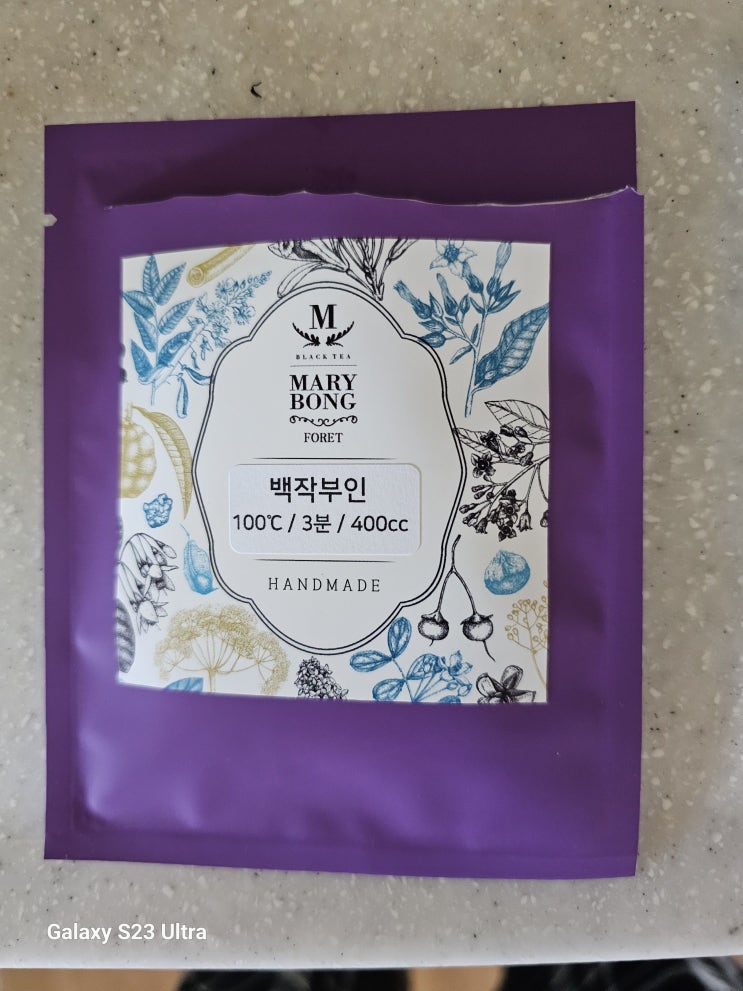 M
BLACK TEA
MARY
BONG
FORET
백작부인
100℃ / 3분 / 400cc
HANDMADE
Galaxy S23 Ultra